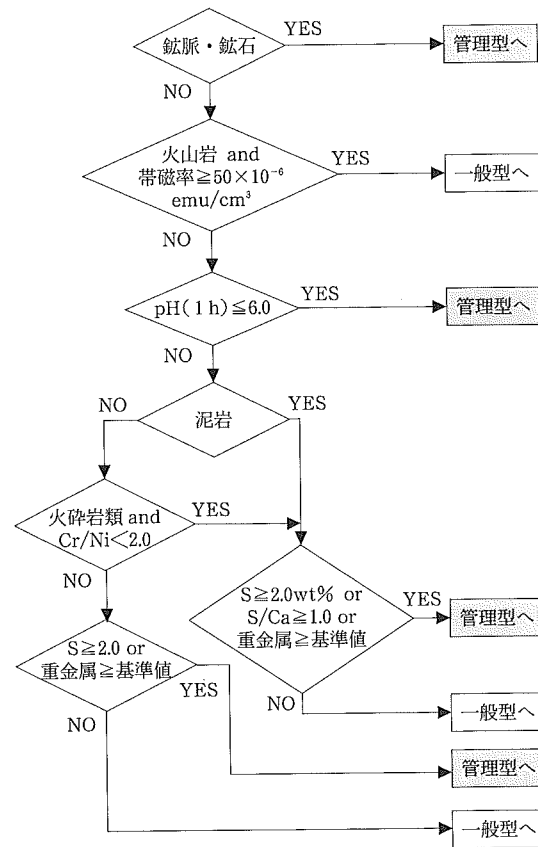 鉱脈・鉱石
YES
管理型へ
NO
火山岩 and
帯磁率≧50×10⁻⁶
emu/cm³
YES
一般型へ
NO
pH(1h)≦6.0
YES
管理型へ
NO
泥岩
NO
YES
火砕岩類 and
Cr/Ni＜2.0
YES
NO
S≧2.0wt% or
S/Ca≧1.0 or
重金属≧基準値
YES
管理型へ
NO
一般型へ
S≧2.0 or
重金属≧基準値
YES
管理型へ
NO
一般型へ